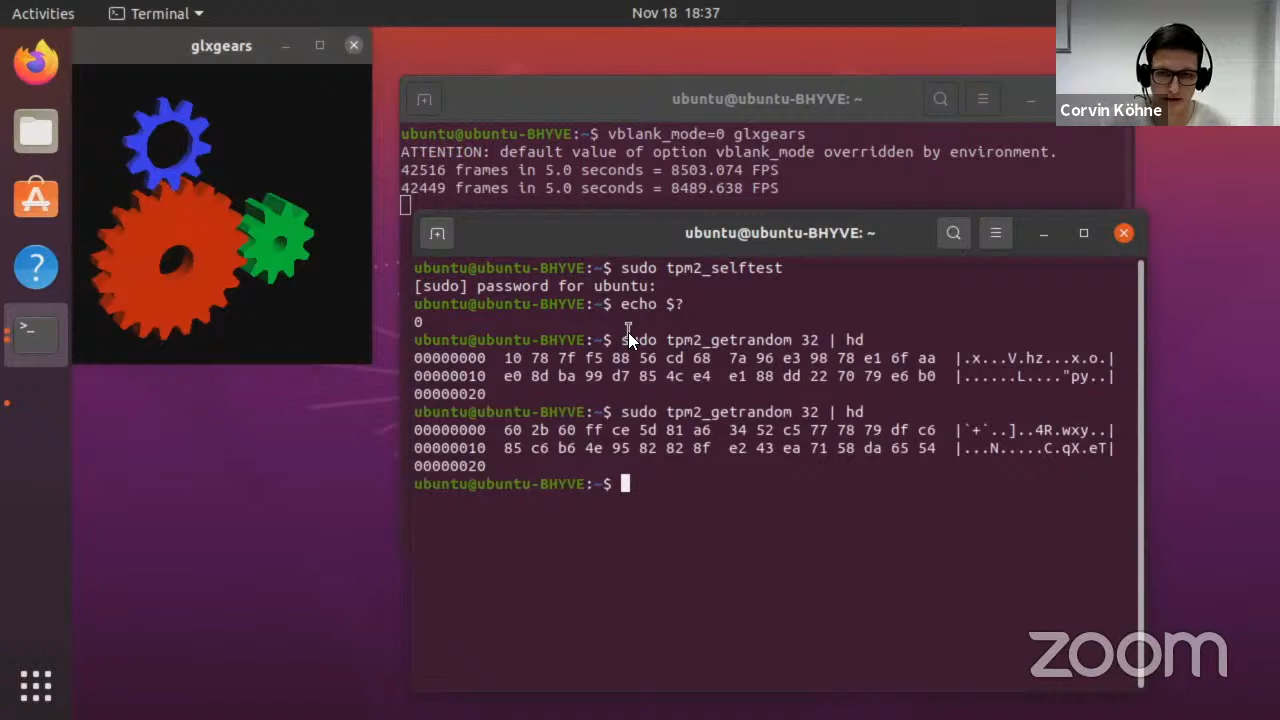 Activities
Terminal
Nov 18 18:37
glxgears
Corvin Köhne
ubuntu@ubuntu-BHYVE: ~
ubuntu@ubuntu-BHYVE:~$ vblank_mode=0 glxgears
ATTENTION: default value of option vblank_mode overridden by environment.
42516 frames in 5.0 seconds = 8503.074 FPS
42449 frames in 5.0 seconds = 8489.638 FPS
ubuntu@ubuntu-BHYVE: ~
ubuntu@ubuntu-BHYVE:~$ sudo tpm2_selftest
[sudo] password for ubuntu:
ubuntu@ubuntu-BHYVE:~$ echo $?
0
ubuntu@ubuntu-BHYVE:~$ sudo tpm2_getrandom 32 | hd
00000000  10 78 7f f5 88 56 cd 68  7a 96 e3 98 78 e1 6f aa  |.x...V.hz...x.o.|
00000010  e0 8d ba 99 d7 85 4c e4  e1 88 dd 22 70 79 e6 b0  |......L...."py..|
00000020
ubuntu@ubuntu-BHYVE:~$ sudo tpm2_getrandom 32 | hd
00000000  60 2b 60 ff ce 5d 81 a6  34 52 c5 77 78 79 df c6  |`+`..]..4R.wxy..|
00000010  85 c6 b6 4e 95 82 82 8f  e2 43 ea 71 58 da 65 54  |...N.....C.qX.eT|
00000020
ubuntu@ubuntu-BHYVE:~$
zoom